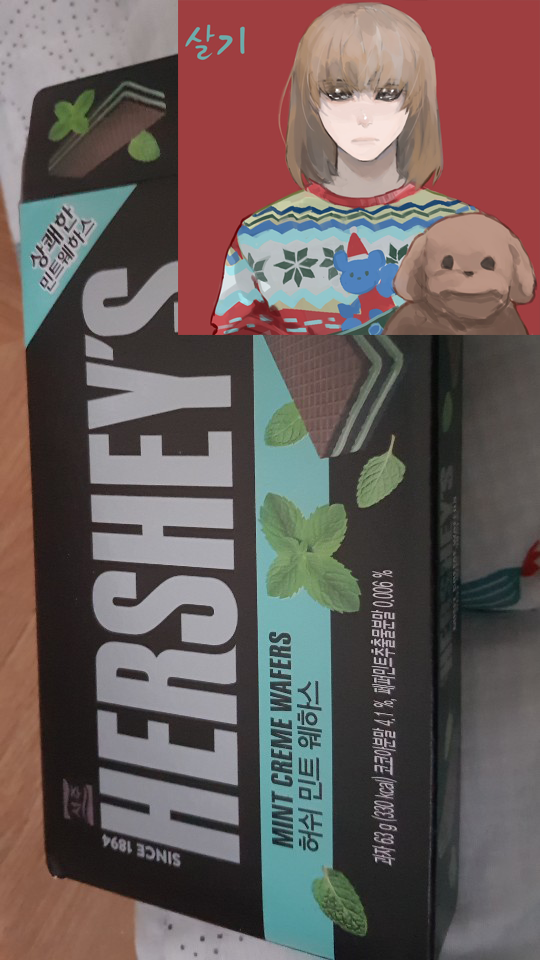 살기
상쾌한
민트웨하스
HERSHEY'S
SINCE 1894
MINT CREME WAFERS
허쉬 민트 웨하스
과자 63 g (330 kcal) 코코아분말 4.1 %, 페퍼민트추출물분말 0.006 %